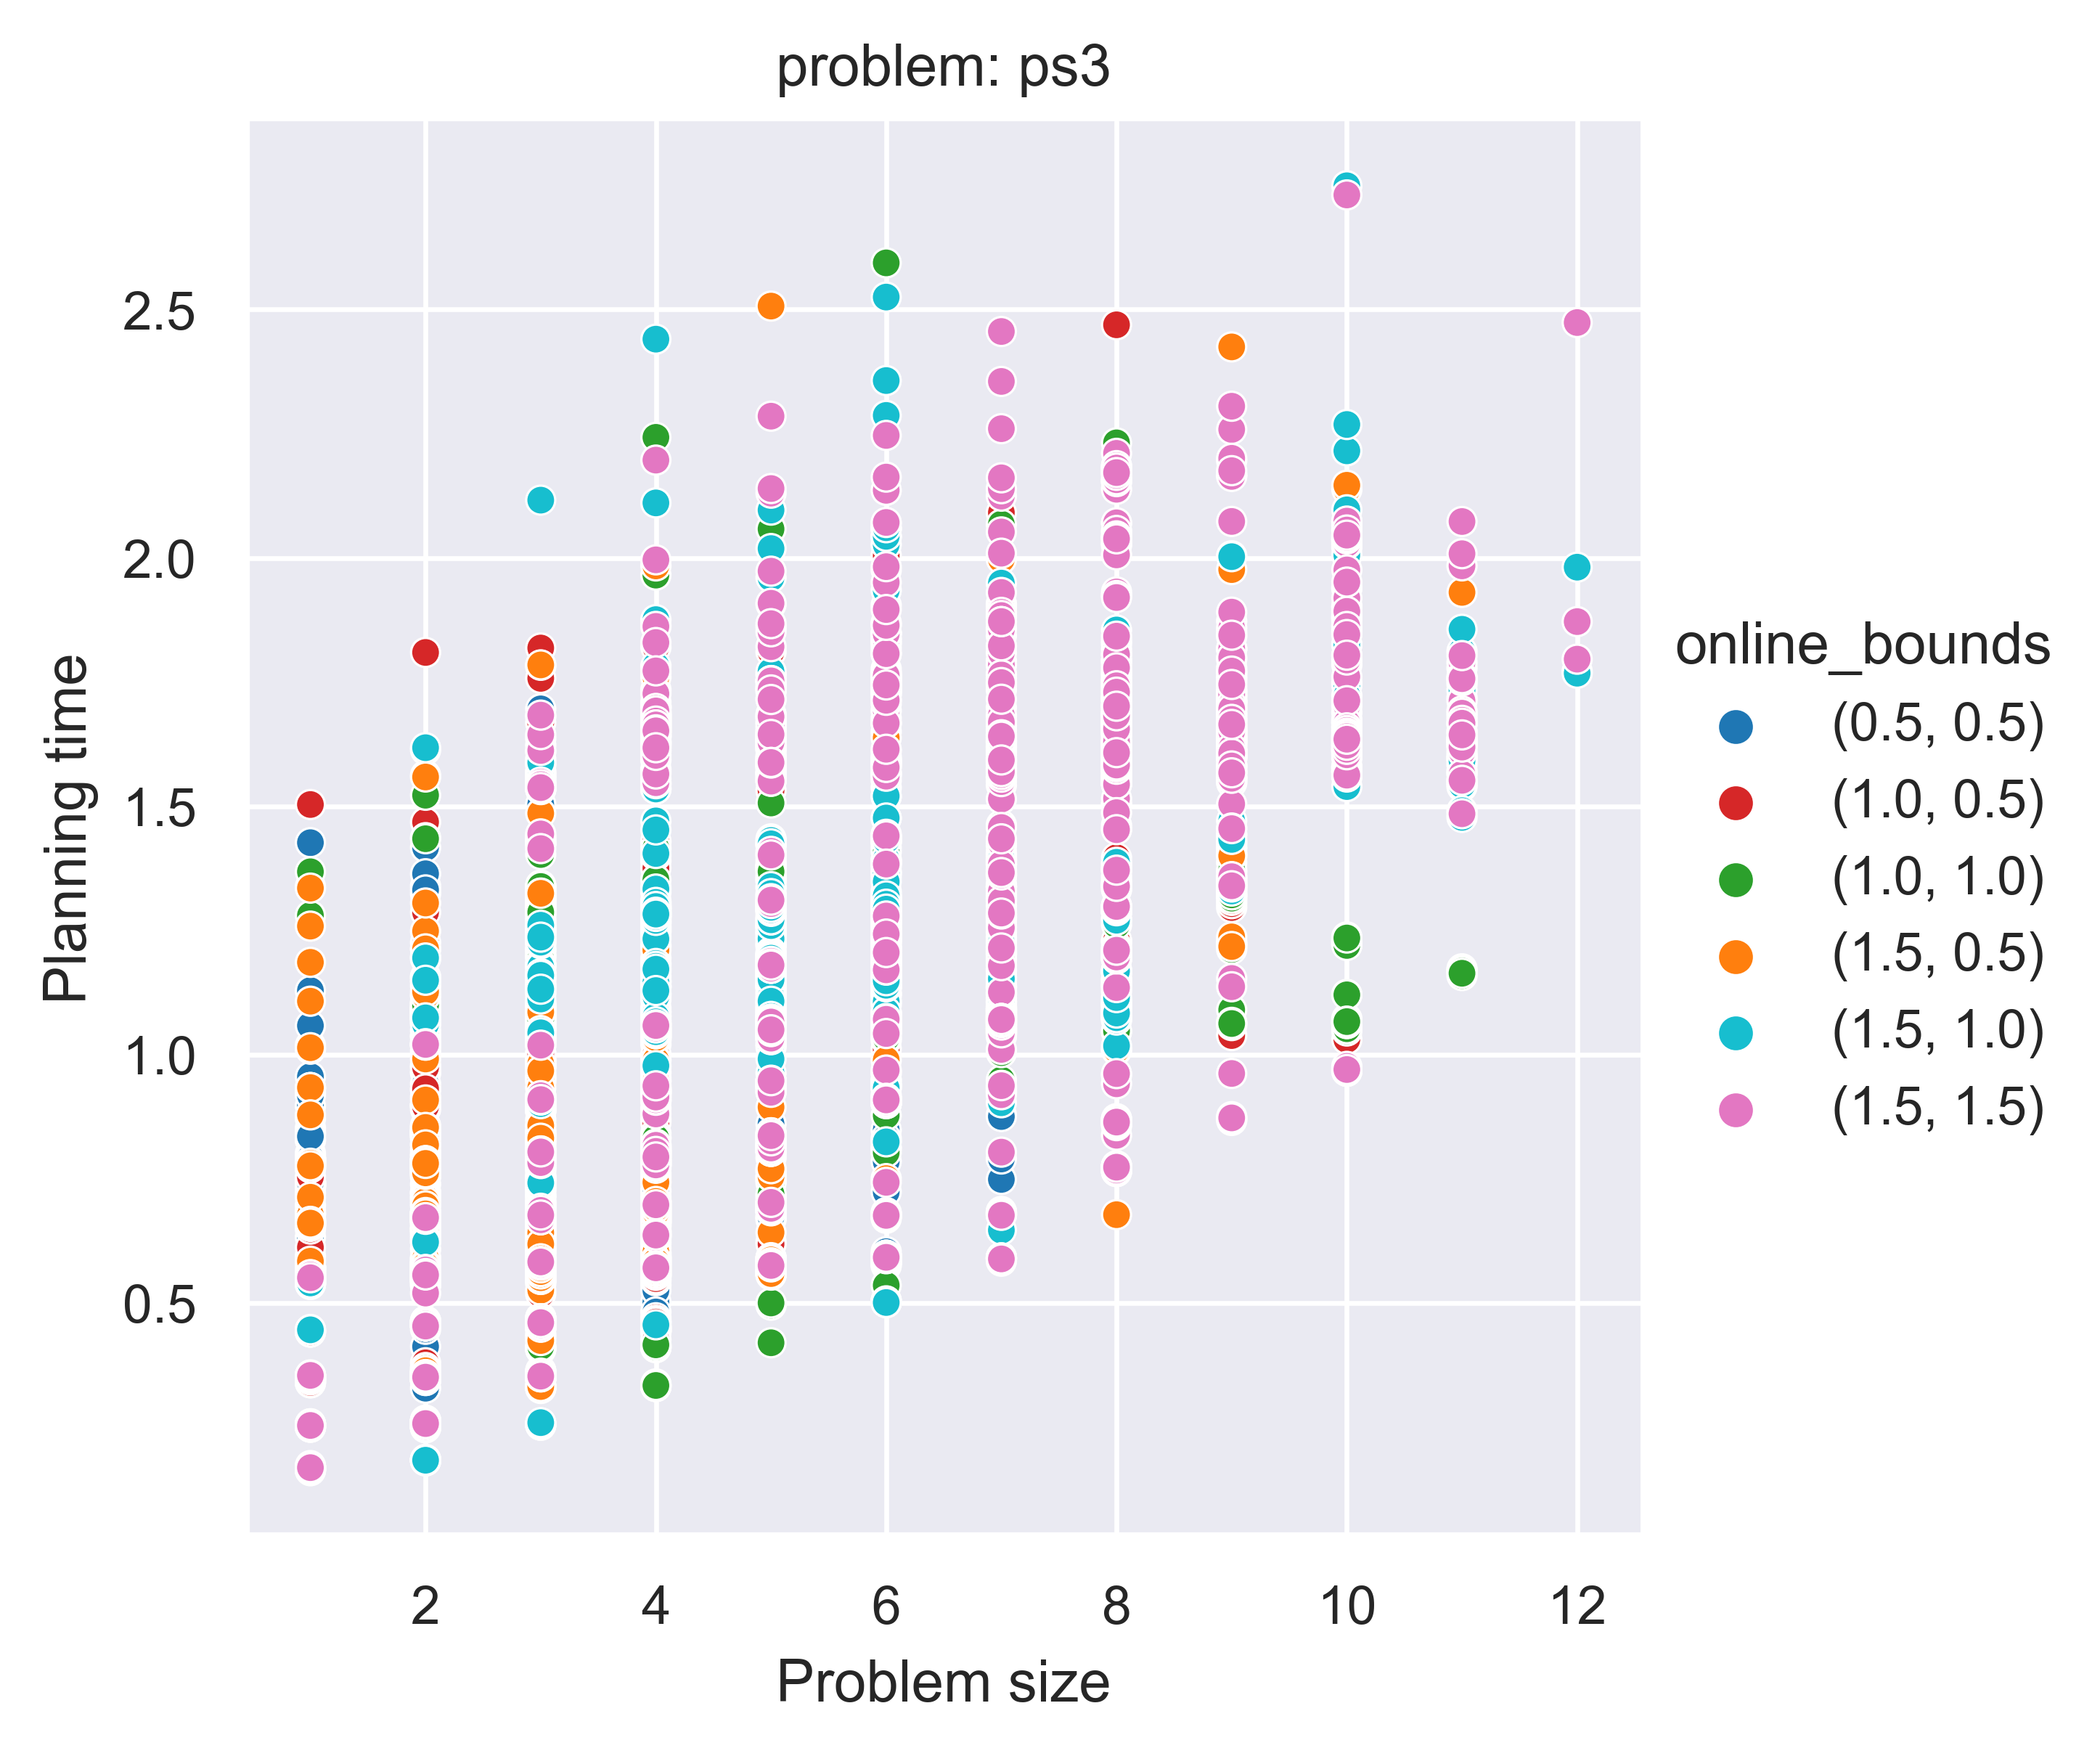 problem: ps3
Planning time
2.5
2.0
1.5
1.0
0.5
2 4 6 8 10 12
Problem size
online_bounds
(0.5, 0.5)
(1.0, 0.5)
(1.0, 1.0)
(1.5, 0.5)
(1.5, 1.0)
(1.5, 1.5)